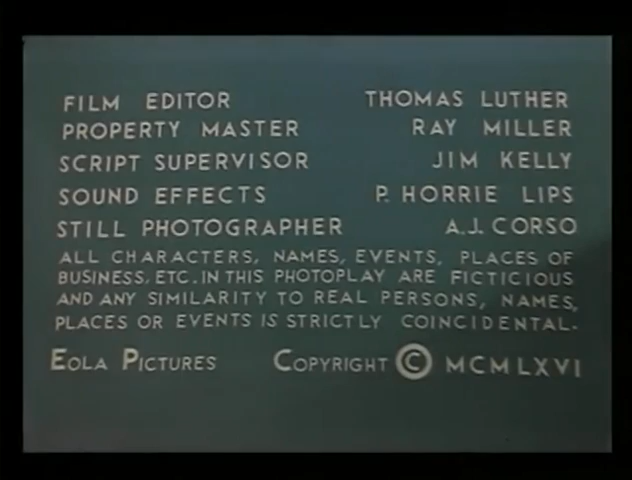 FILM EDITOR THOMAS LUTHER
PROPERTY MASTER RAY MILLER
SCRIPT SUPERVISOR JIM KELLY
SOUND EFFECTS P. HORRIE LIPS
STILL PHOTOGRAPHER A.J. CORSO
ALL CHARACTERS, NAMES, EVENTS, PLACES OF
BUSINESS, ETC. IN THIS PHOTOPLAY ARE FICTICIOUS
AND ANY SIMILARITY TO REAL PERSONS, NAMES,
PLACES OR EVENTS IS STRICTLY COINCIDENTAL.
EOLA PICTURES COPYRIGHT © MCMLXVI